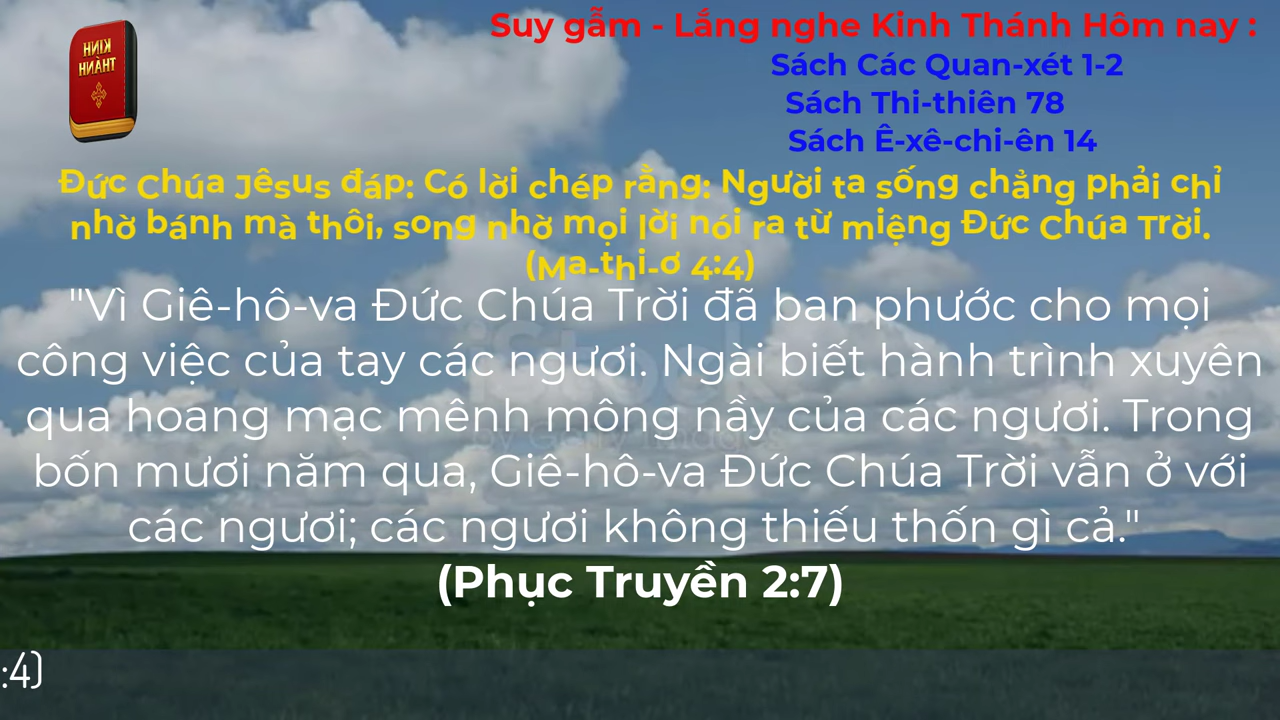 Suy gẫm - Lắng nghe Kinh Thánh Hôm nay :
KINH
THÁNH
Sách Các Quan-xét 1-2
Sách Thi-thiên 78
Sách Ê-xê-chi-ên 14
Đức Chúa Jêsus đáp: Có lời chép rằng: Người ta sống chẳng phải chỉ
nhờ bánh mà thôi, song nhờ mọi lời nói ra từ miệng Đức Chúa Trời.
(Ma-thi-ơ 4:4)
"Vì Giê-hô-va Đức Chúa Trời đã ban phước cho mọi
công việc của tay các ngươi. Ngài biết hành trình xuyên
qua hoang mạc mênh mông nầy của các ngươi. Trong
bốn mươi năm qua, Giê-hô-va Đức Chúa Trời vẫn ở với
các ngươi; các ngươi không thiếu thốn gì cả."
(Phục Truyền 2:7)
iStock
by Getty Images
:4)